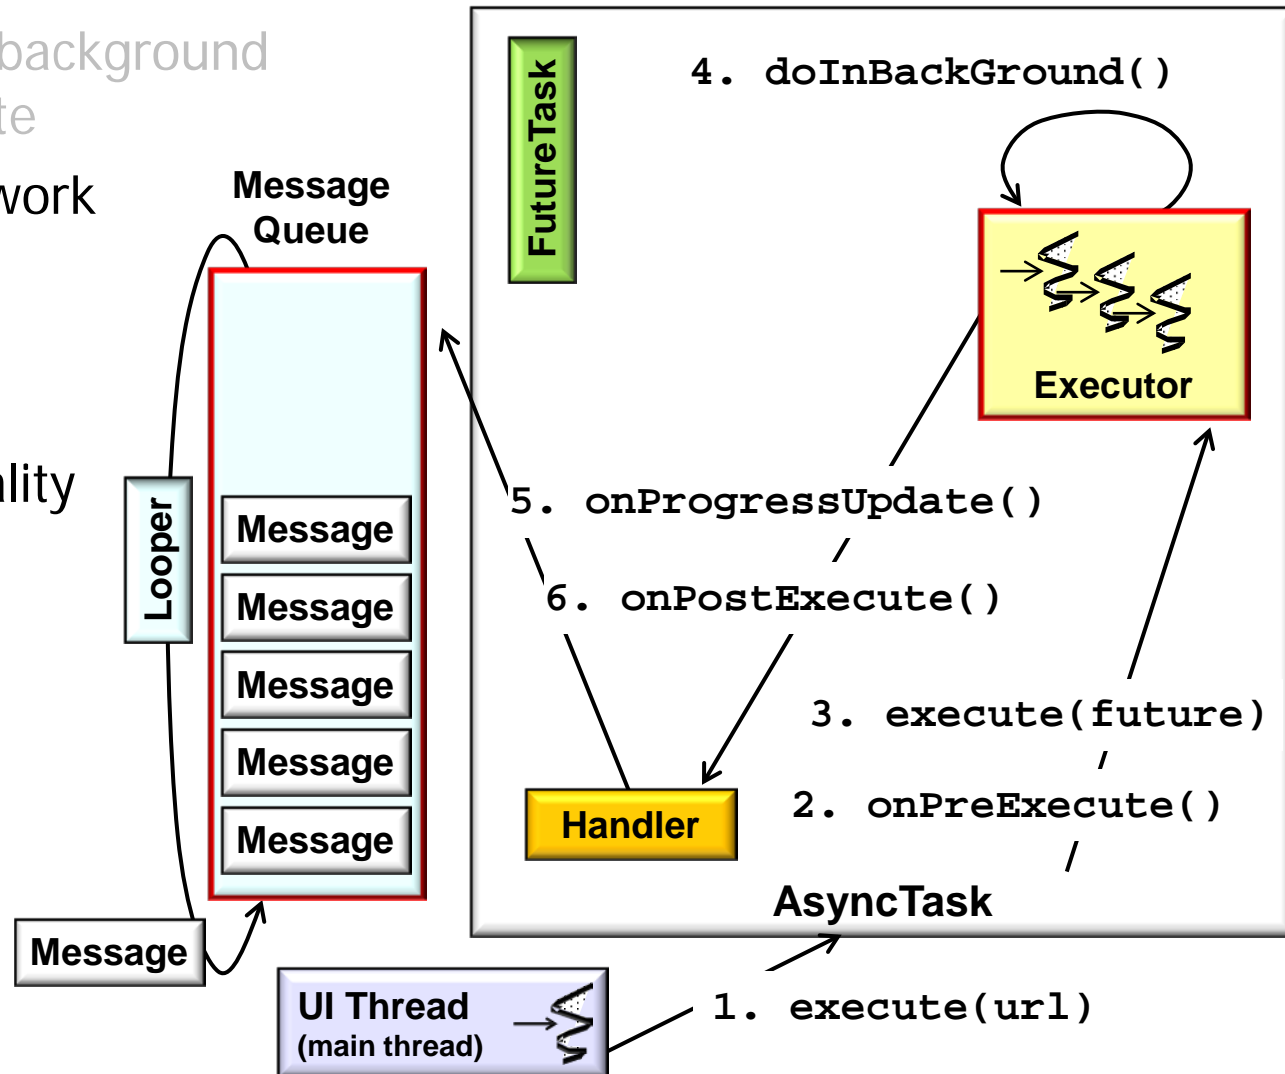 background
te
work
ality
Message
Queue
FutureTask
4. doInBackGround()
Executor
Looper
Message
Message
Message
Message
Message
Message
5. onProgressUpdate()
6. onPostExecute()
3. execute(future)
2. onPreExecute()
Handler
AsyncTask
UI Thread
(main thread)
1. execute(url)